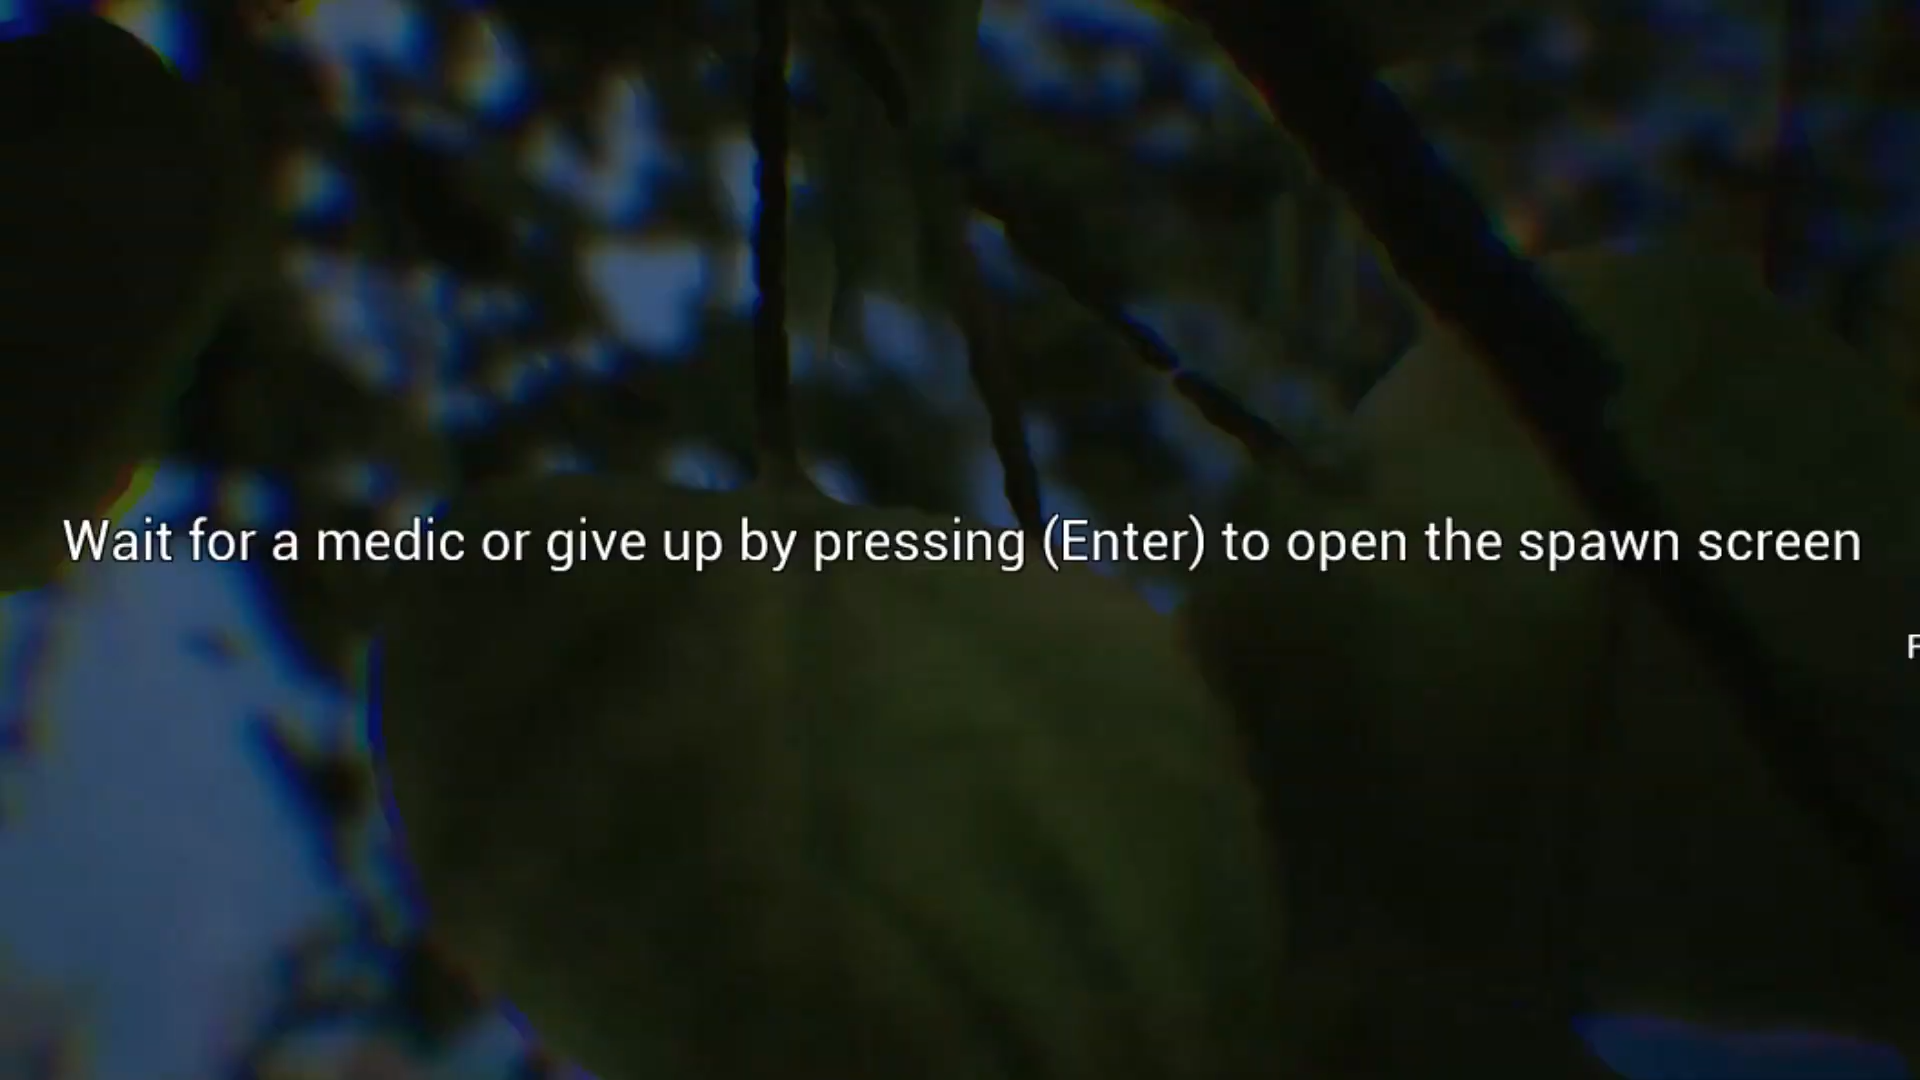 Wait for a medic or give up by pressing (Enter) to open the spawn screen